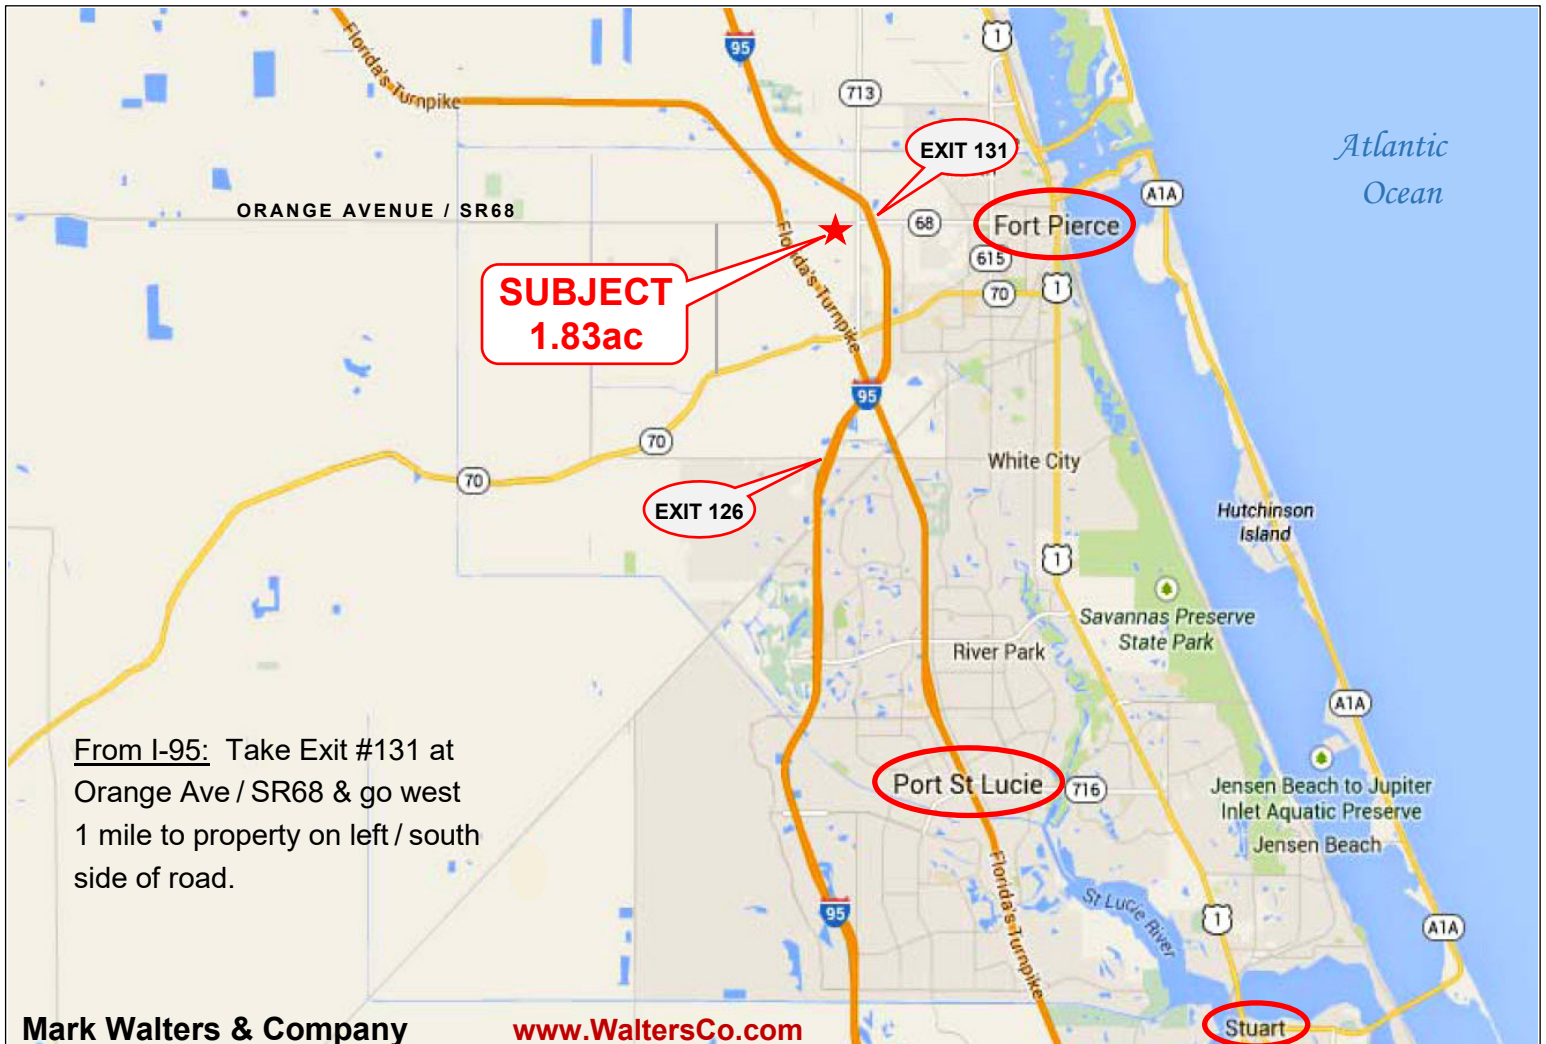 Florida's Turnpike
95
1
713
EXIT 131
Atlantic
Ocean
A1A
ORANGE AVENUE / SR68
68
Fort Pierce
615
SUBJECT
1.83ac
Florida's Turnpike
70
1
95
70
70
White City
EXIT 126
Hutchinson
Island
1
Savannas Preserve
State Park
River Park
A1A
From I-95: Take Exit #131 at
Orange Ave / SR68 & go west
1 mile to property on left / south
side of road.
Port St Lucie
716
Jensen Beach to Jupiter
Inlet Aquatic Preserve
Jensen Beach
Florida's Turnpike
St Lucie River
95
1
A1A
Mark Walters & Company
www.WaltersCo.com
Stuart